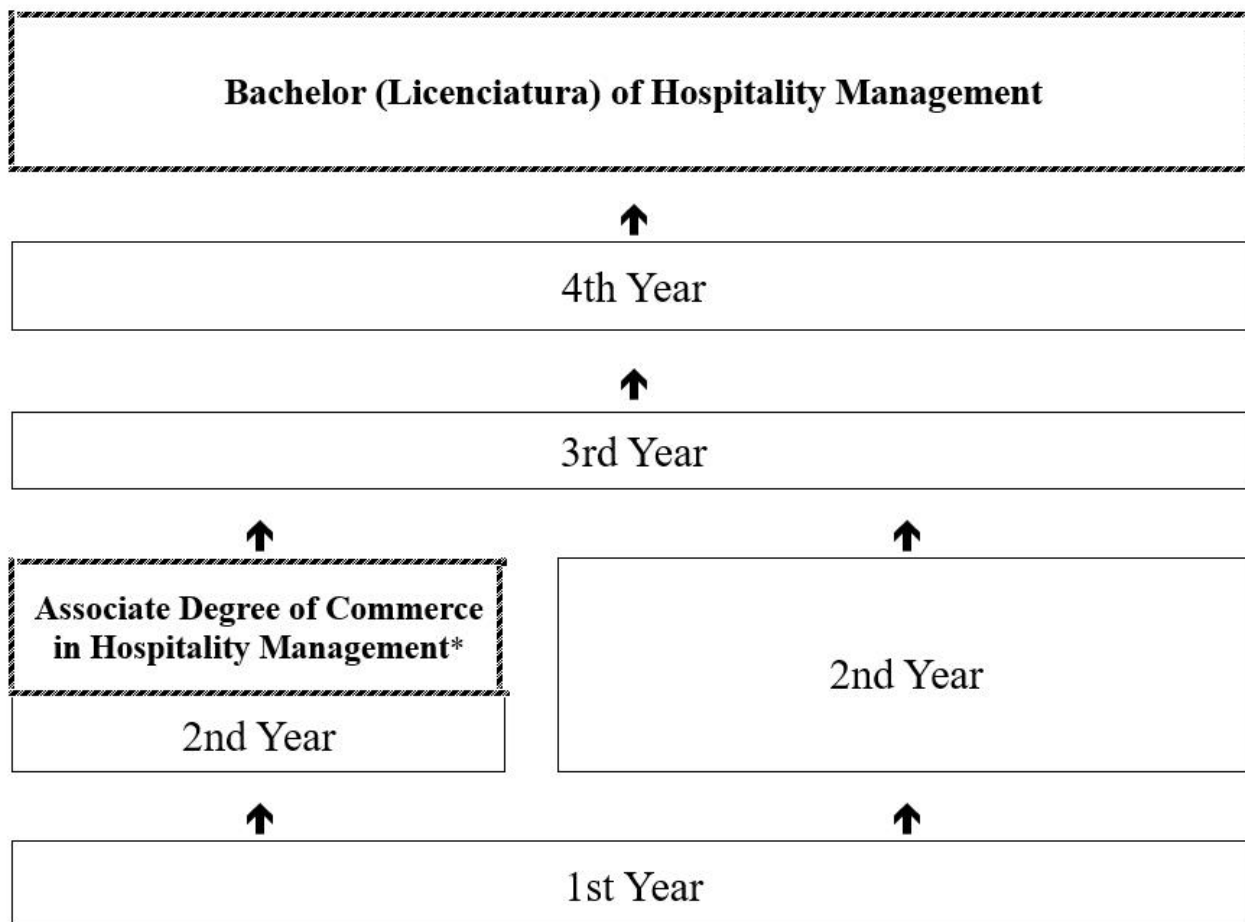 Bachelor (Licenciatura) of Hospitality Management
4th Year
3rd Year
Associate Degree of Commerce
in Hospitality Management*
2nd Year
2nd Year
1st Year